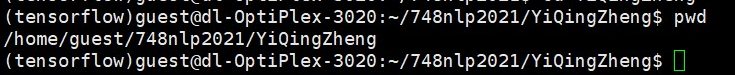 (tensorflow)guest@dl-OptiPlex-3020:~/748nlp2021/YiQingZheng$ pwd
/home/guest/748nlp2021/YiQingZheng
(tensorflow)guest@dl-OptiPlex-3020:~/748nlp2021/YiQingZheng$